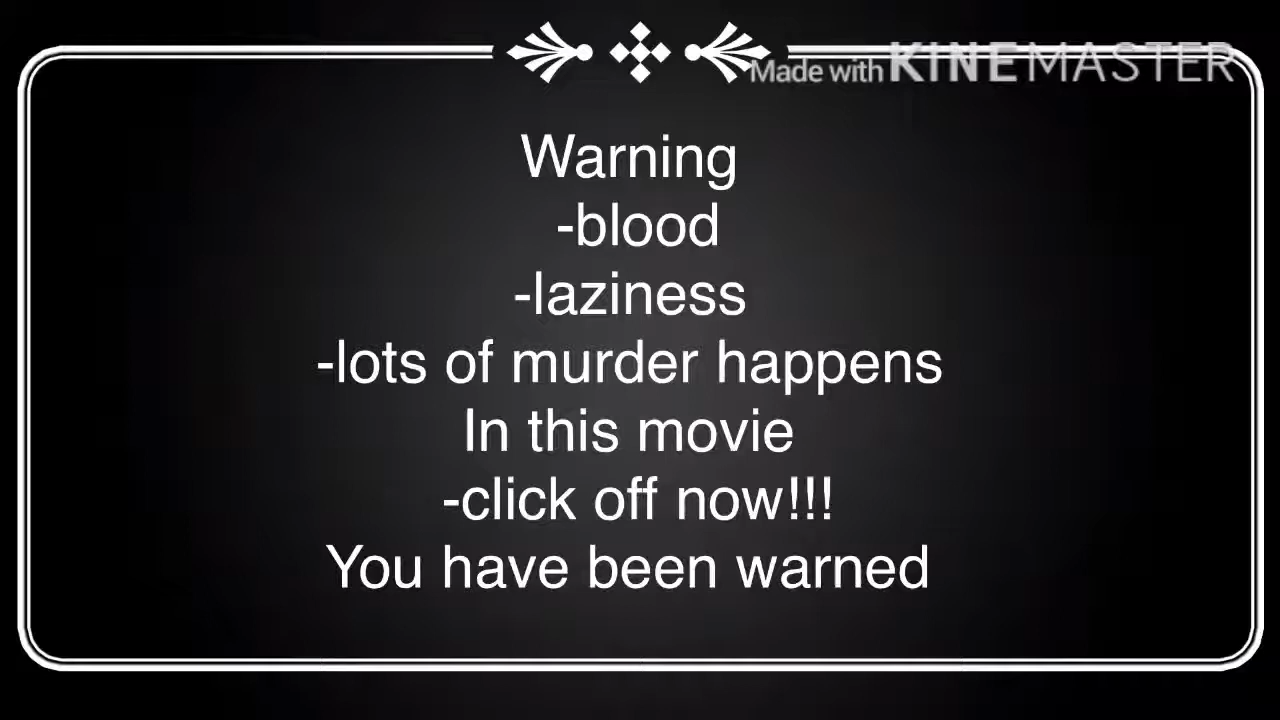 Made with KINEMASTER
Warning
-blood
-laziness
-lots of murder happens
In this movie
-click off now!!!
You have been warned